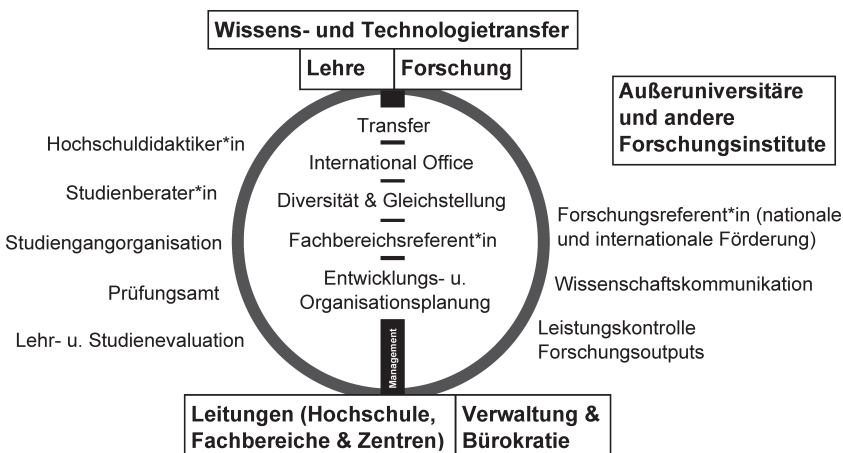 Wissens- und Technologietransfer
Lehre
Forschung
Außeruniversitäre
und andere
Forschungsinstitute
Transfer
International Office
Diversität & Gleichstellung
Fachbereichsreferent*in
Entwicklungs- u.
Organisationsplanung
Hochschuldidaktiker*in
Studienberater*in
Studiengangorganisation
Prüfungsamt
Lehr- u. Studienevaluation
Forschungsreferent*in (nationale
und internationale Förderung)
Wissenschaftskommunikation
Leistungskontrolle
Forschungsoutputs
Management
Leitungen (Hochschule,
Fachbereiche & Zentren)
Verwaltung &
Bürokratie